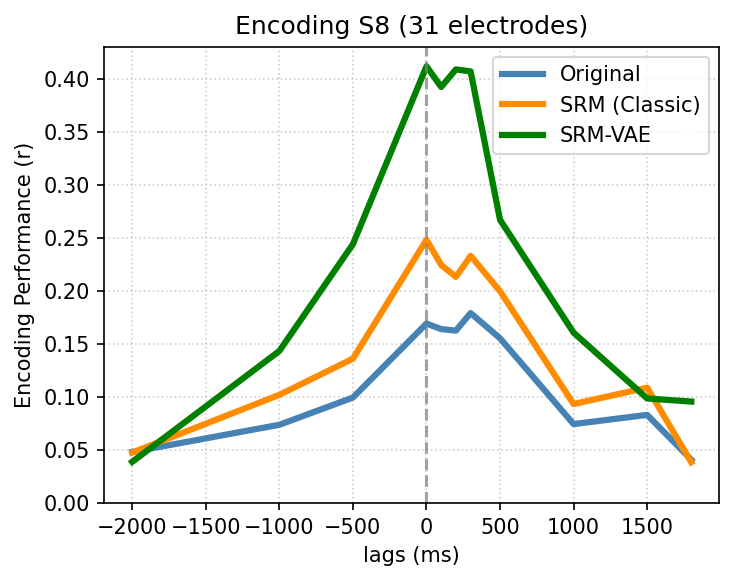 Encoding S8 (31 electrodes)
Encoding Performance (r)
0.40
0.35
0.30
0.25
0.20
0.15
0.10
0.05
0.00
Original
SRM (Classic)
SRM-VAE
−2000 −1500 −1000 −500 0 500 1000 1500
lags (ms)